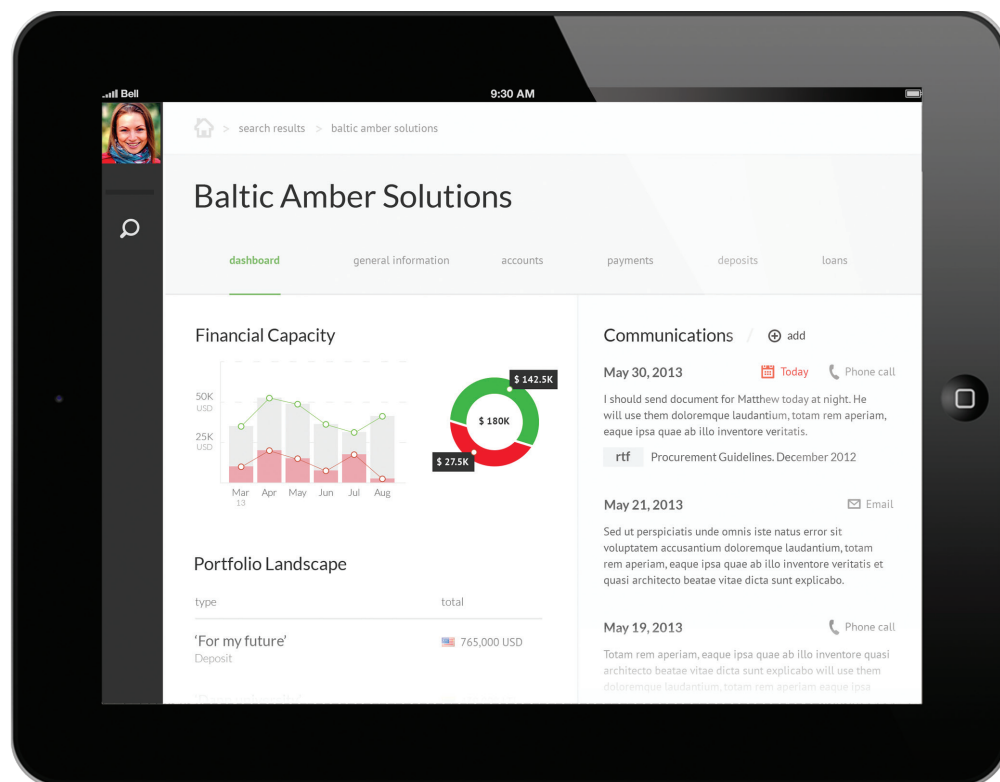 Bell
9:30 AM
> search results > baltic amber solutions
Baltic Amber Solutions
dashboard general information accounts payments deposits loans
Financial Capacity
50K
USD
25K
USD
Mar Apr May Jun Jul Aug
13
$ 142.5K
$ 180K
$ 27.5K
Portfolio Landscape
type total
'For my future' 765,000 USD
Deposit
Communications / add
May 30, 2013 Today Phone call
I should send document for Matthew today at night. He
will use them doloremque laudantium, totam rem aperiam,
eaque ipsa quae ab illo inventore veritatis.
rtf Procurement Guidelines. December 2012
May 21, 2013 Email
Sed ut perspiciatis unde omnis iste natus error sit
voluptatem accusantium doloremque laudantium, totam
rem aperiam, eaque ipsa quae ab illo inventore veritatis et
quasi architecto beatae vitae dicta sunt explicabo.
May 19, 2013 Phone call
Totam rem aperiam, eaque ipsa quae ab illo inventore quasi
architecto beatae vitae dicta sunt explicabo will use them
doloremque laudantium, totam rem aperiam eaque ipsa